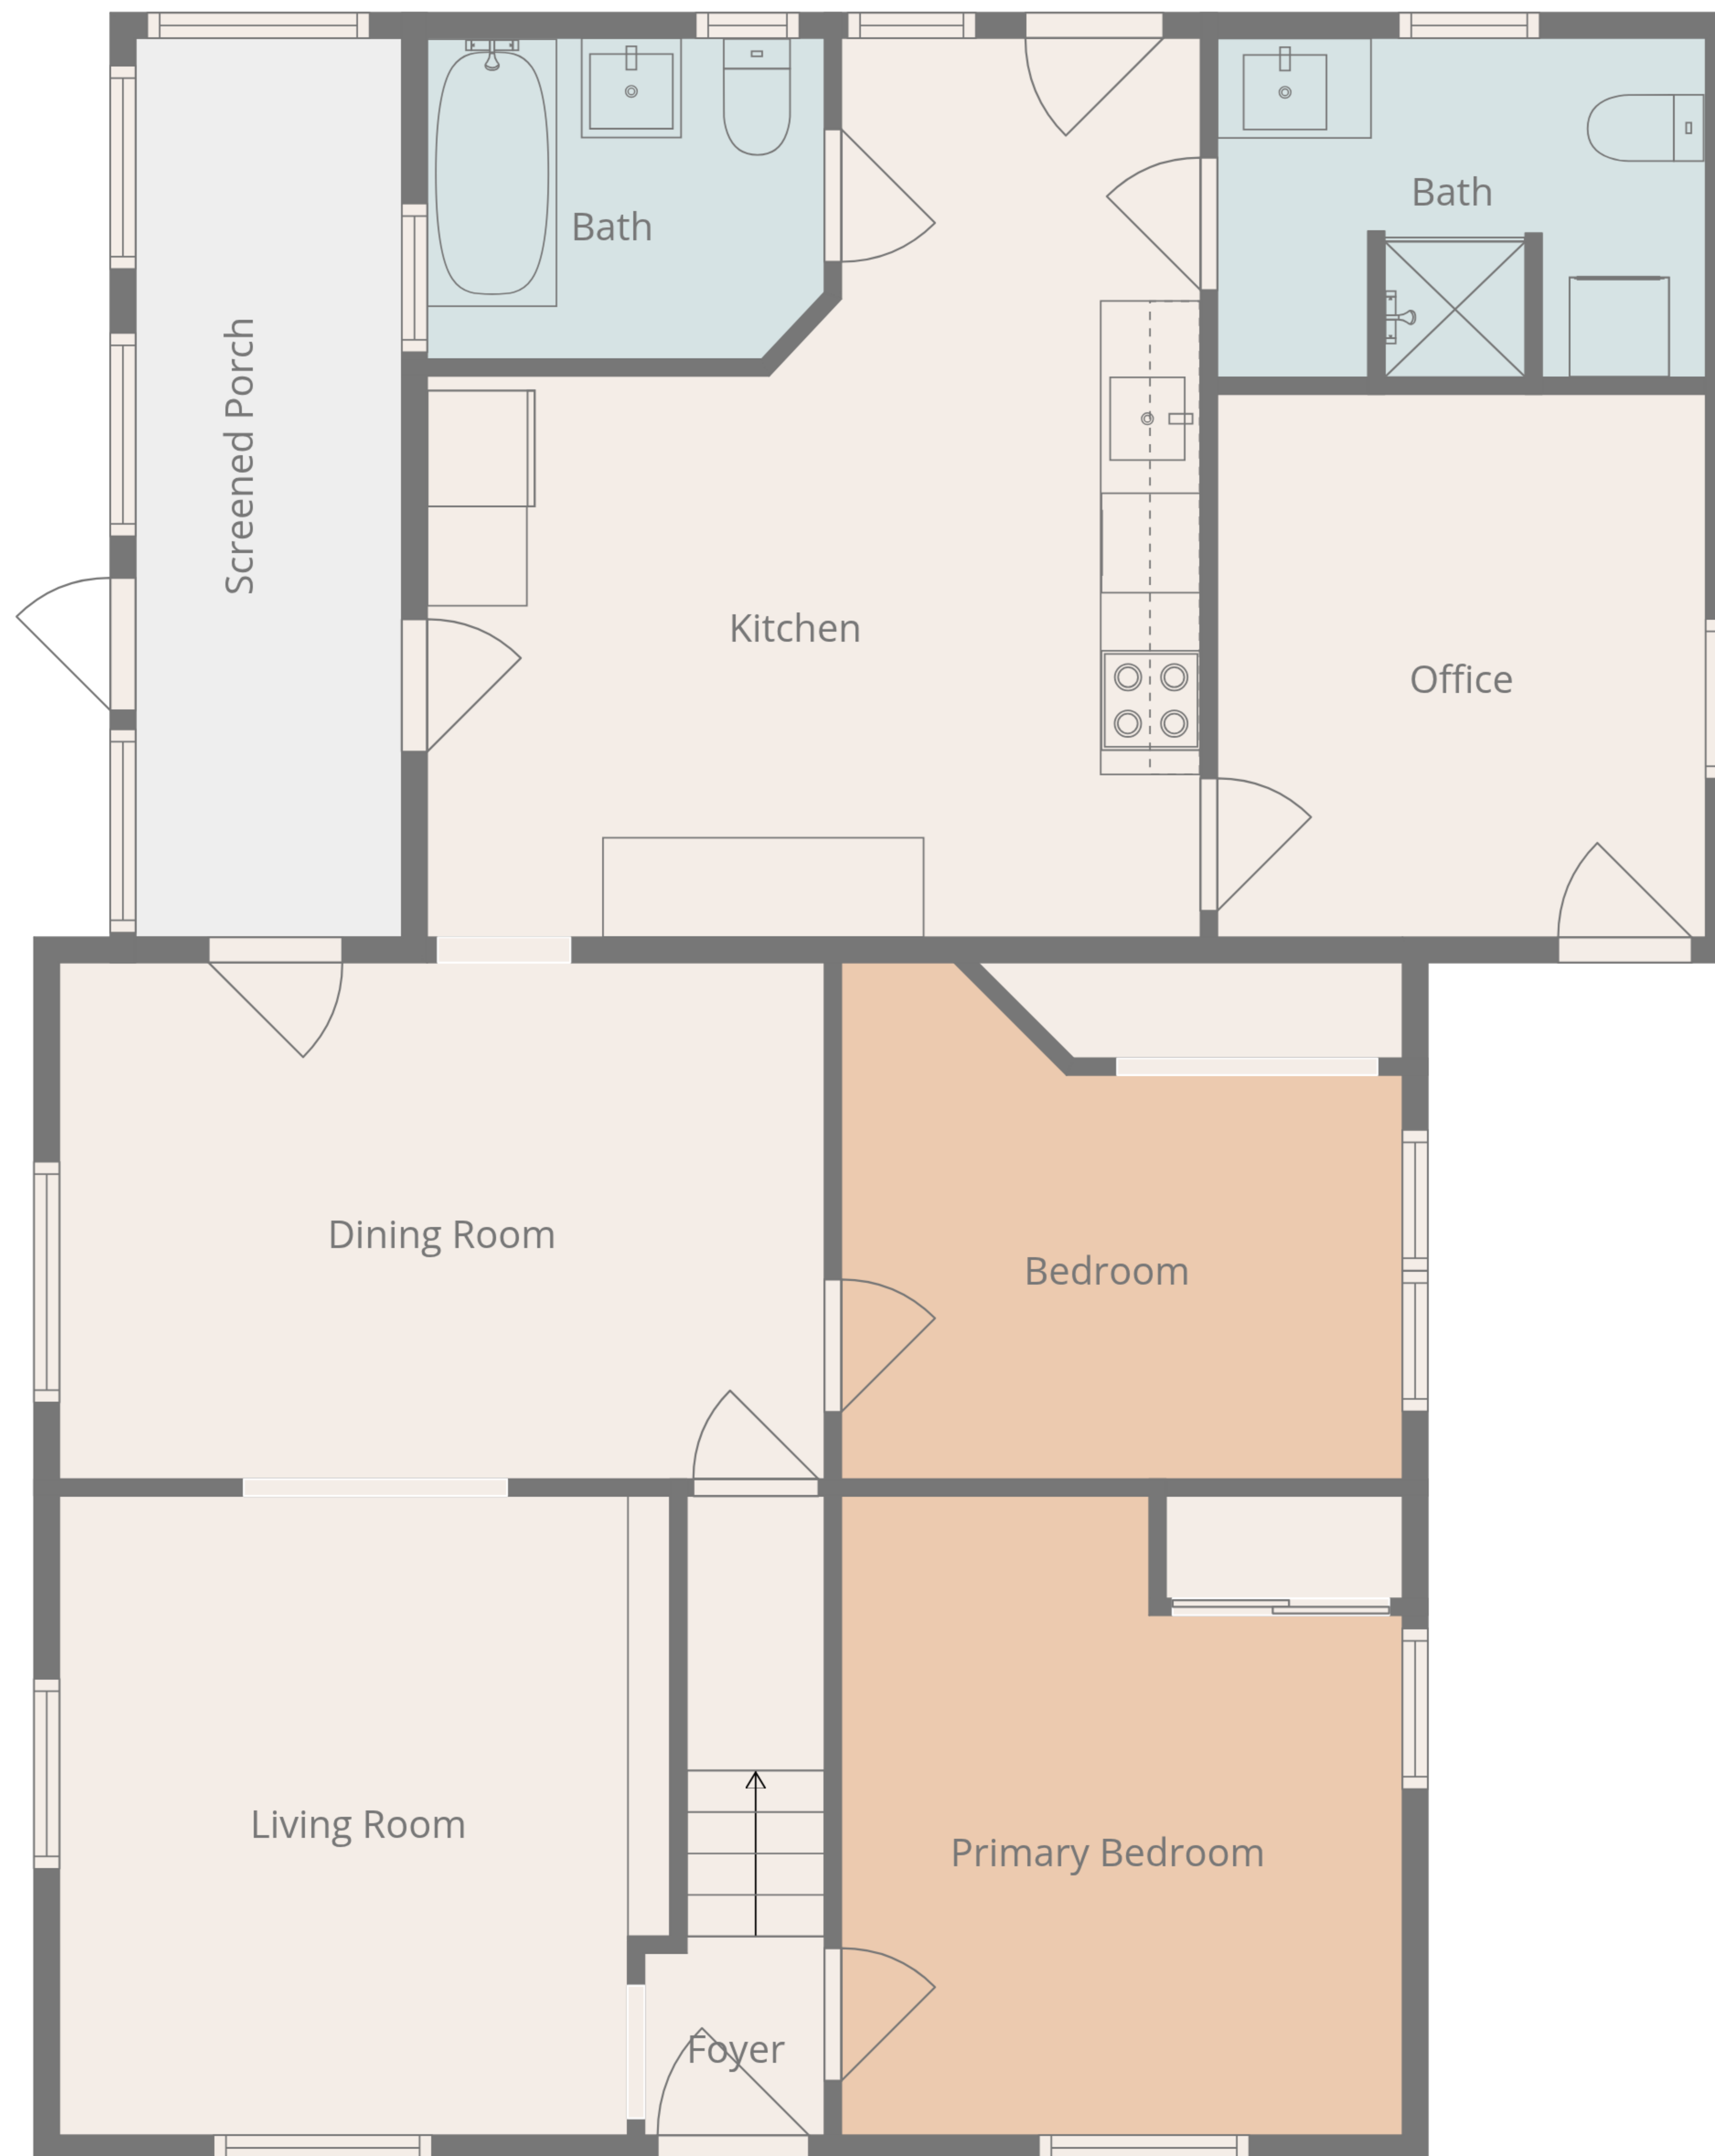 Bath
Bath
Screened Porch
Kitchen
Office
Dining Room
Bedroom
Living Room
Primary Bedroom
Foyer